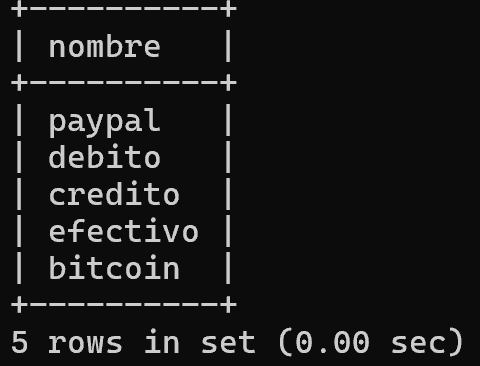 +----------+
| nombre   |
+----------+
| paypal   |
| debito   |
| credito  |
| efectivo |
| bitcoin  |
+----------+
5 rows in set (0.00 sec)